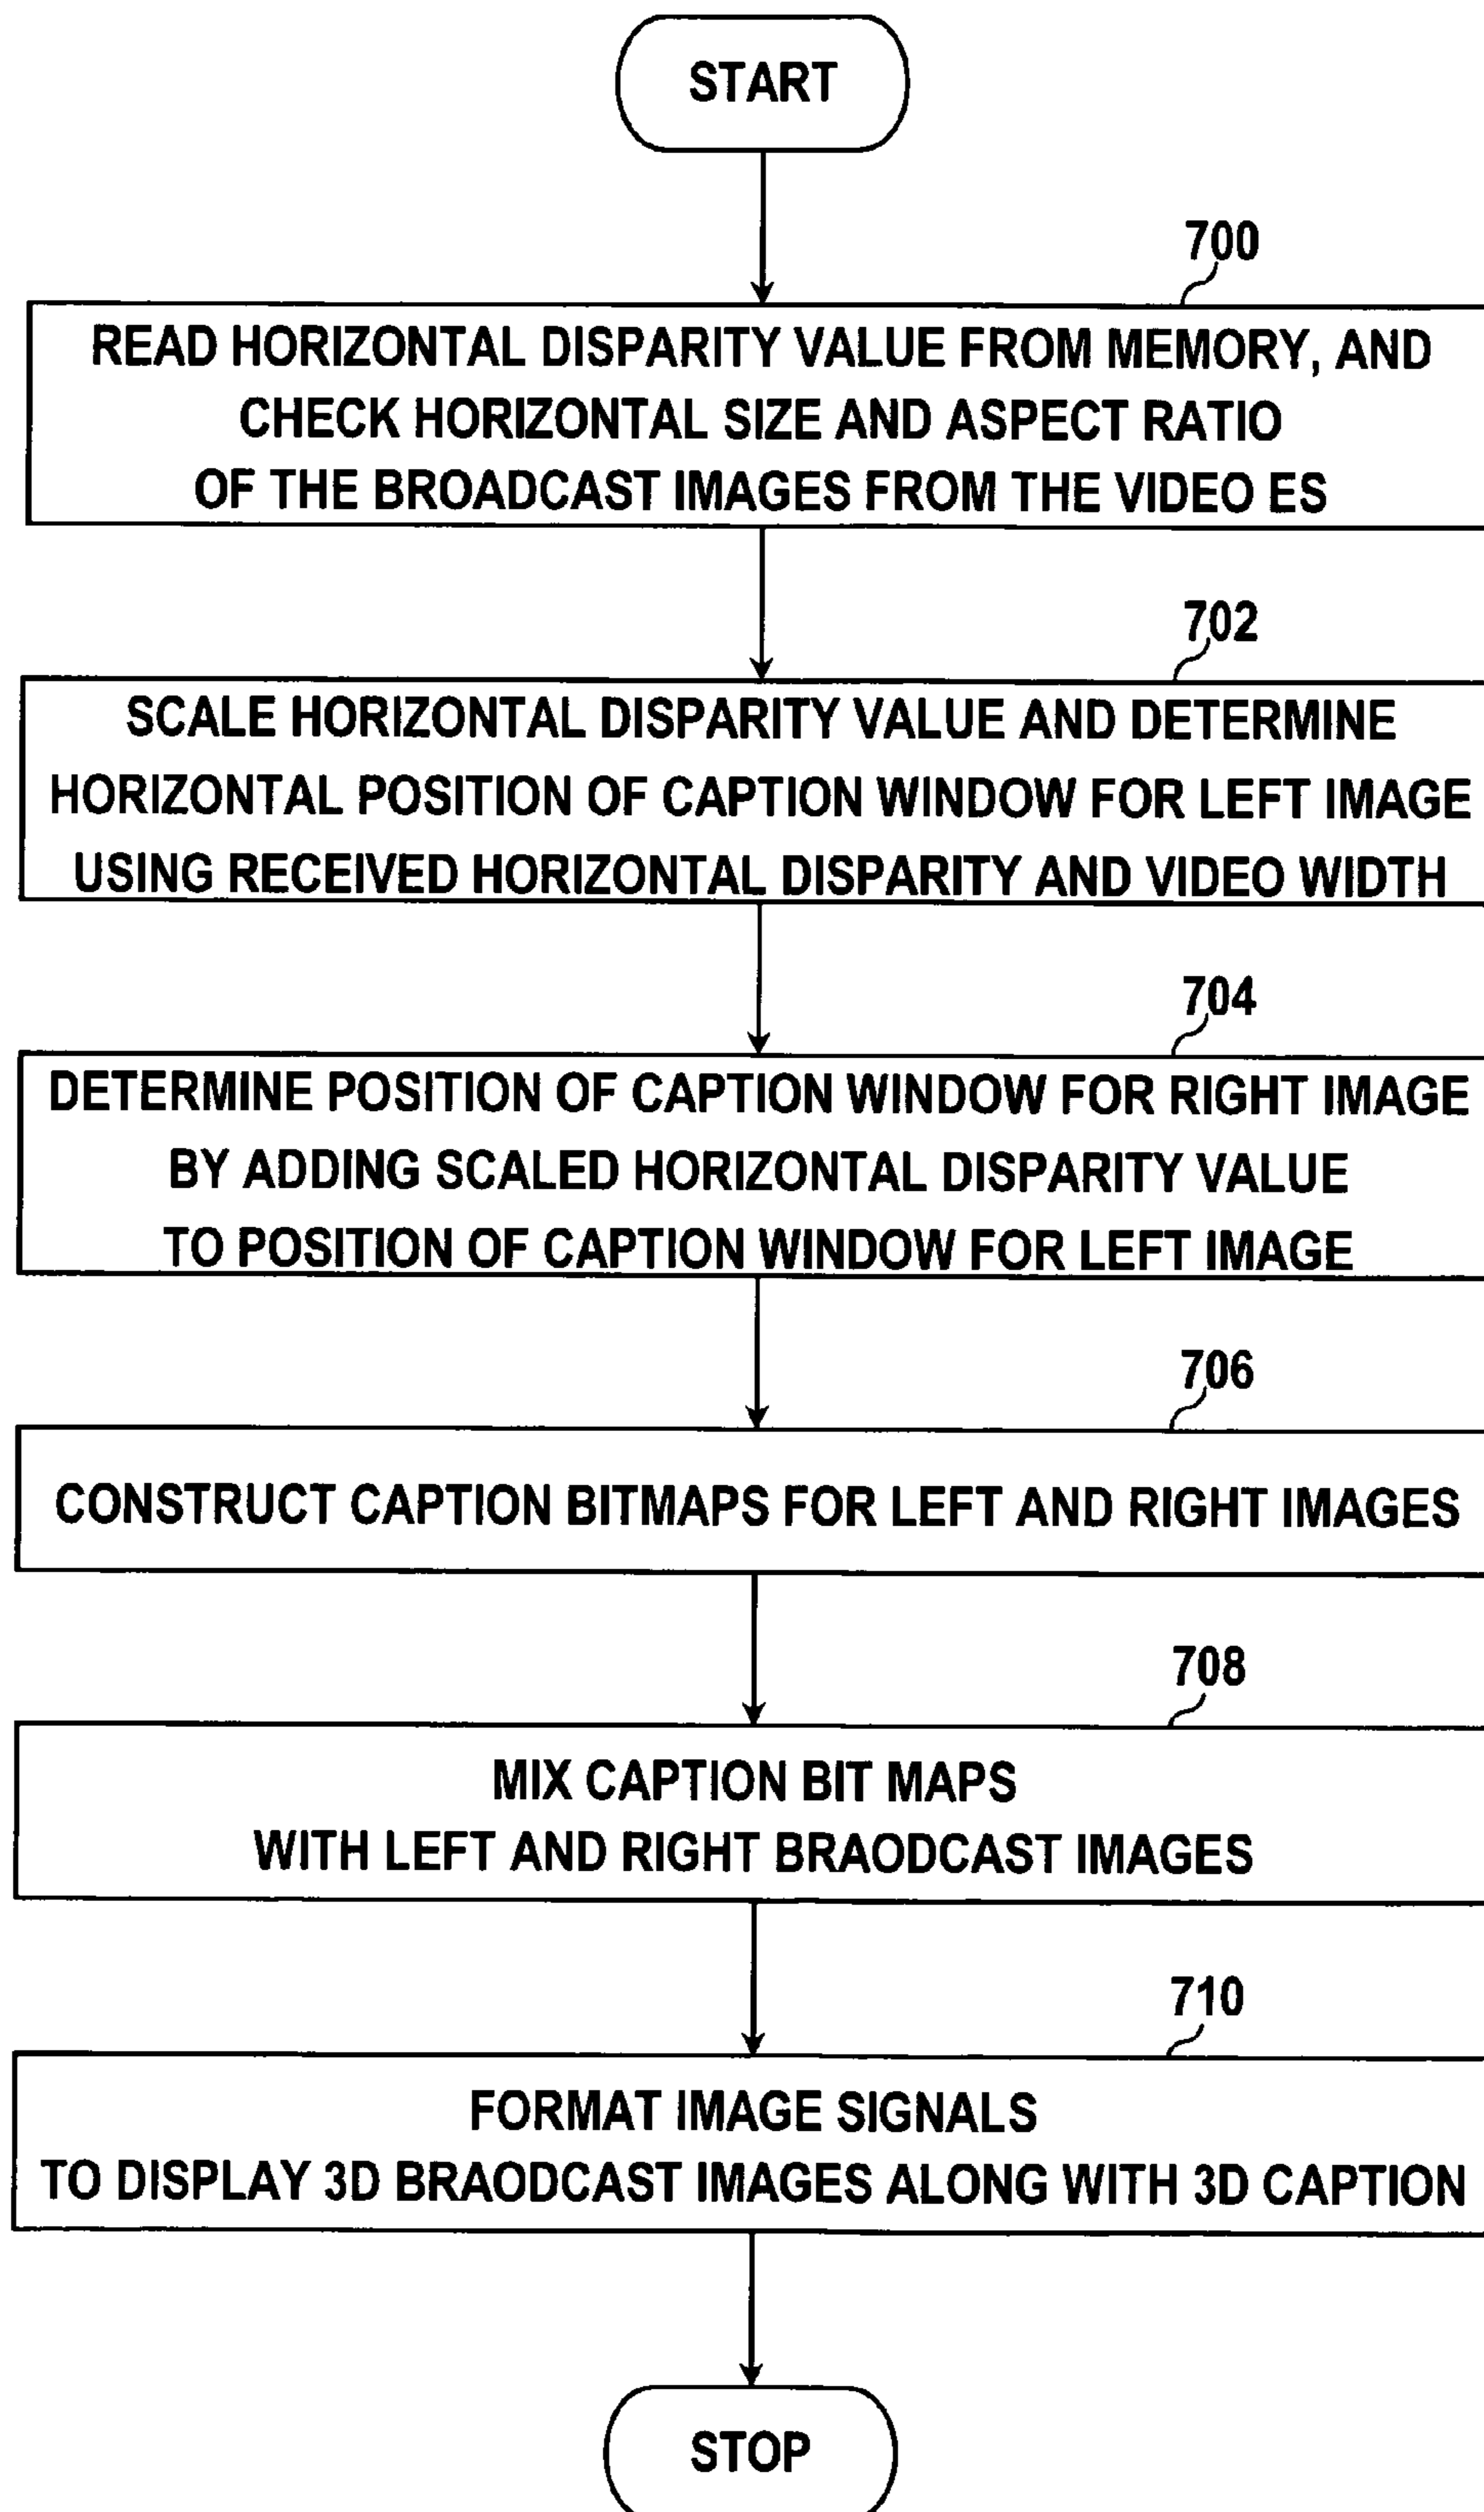 START
700
READ HORIZONTAL DISPARITY VALUE FROM MEMORY, AND
CHECK HORIZONTAL SIZE AND ASPECT RATIO
OF THE BROADCAST IMAGES FROM THE VIDEO ES
702
SCALE HORIZONTAL DISPARITY VALUE AND DETERMINE
HORIZONTAL POSITION OF CAPTION WINDOW FOR LEFT IMAGE
USING RECEIVED HORIZONTAL DISPARITY AND VIDEO WIDTH
704
DETERMINE POSITION OF CAPTION WINDOW FOR RIGHT IMAGE
BY ADDING SCALED HORIZONTAL DISPARITY VALUE
TO POSITION OF CAPTION WINDOW FOR LEFT IMAGE
706
CONSTRUCT CAPTION BITMAPS FOR LEFT AND RIGHT IMAGES
708
MIX CAPTION BIT MAPS
WITH LEFT AND RIGHT BRAODCAST IMAGES
710
FORMAT IMAGE SIGNALS
TO DISPLAY 3D BRAODCAST IMAGES ALONG WITH 3D CAPTION
STOP